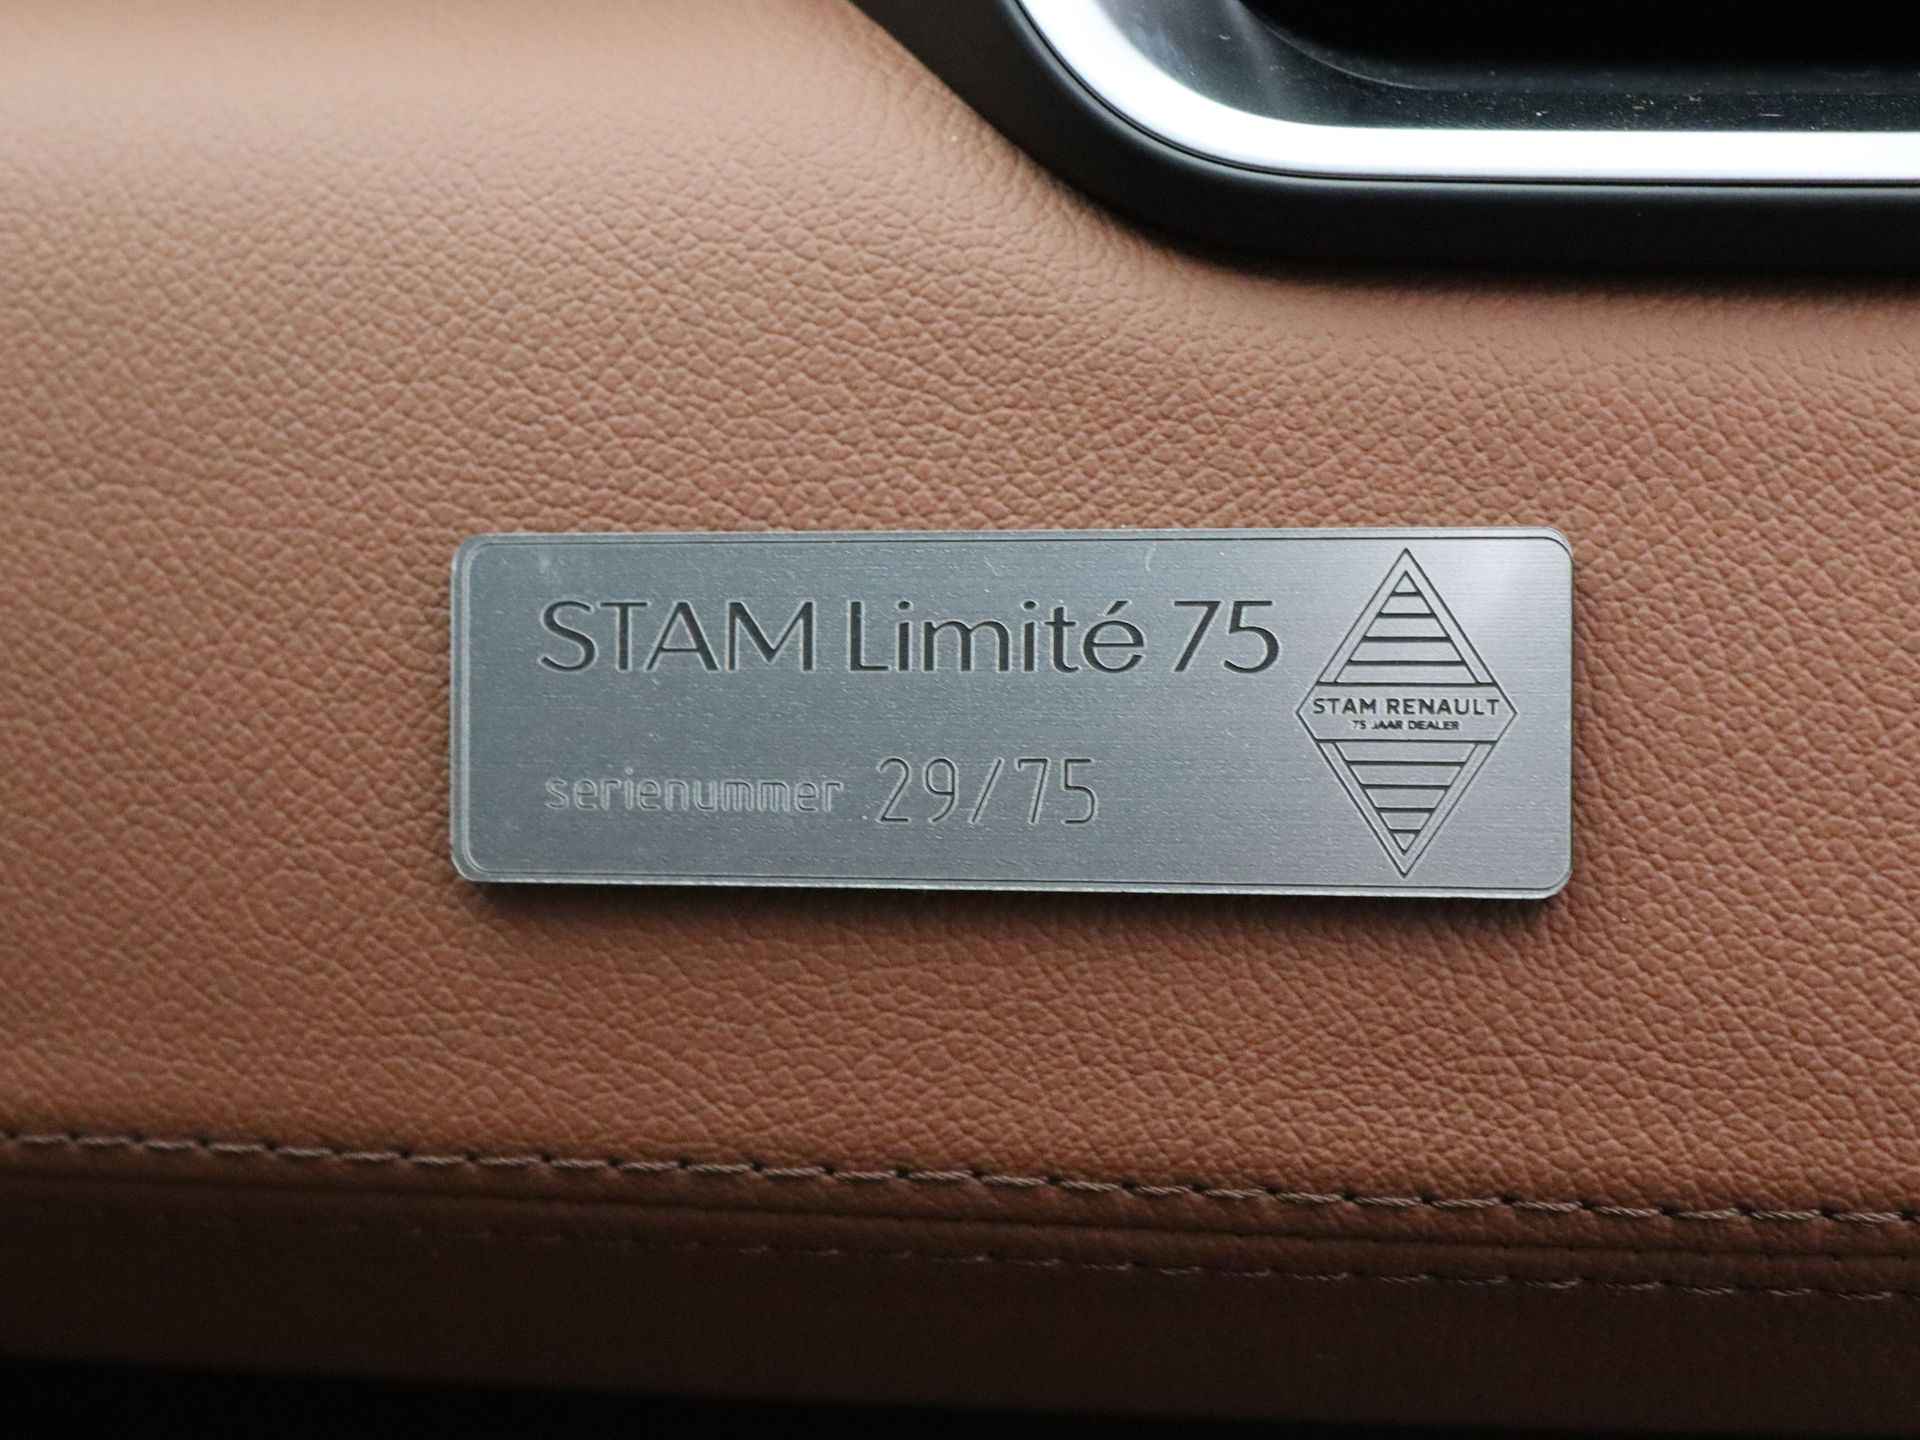 STAM Limité 75
STAM RENAULT
75 JAAR DEALER
serienummer 29/75